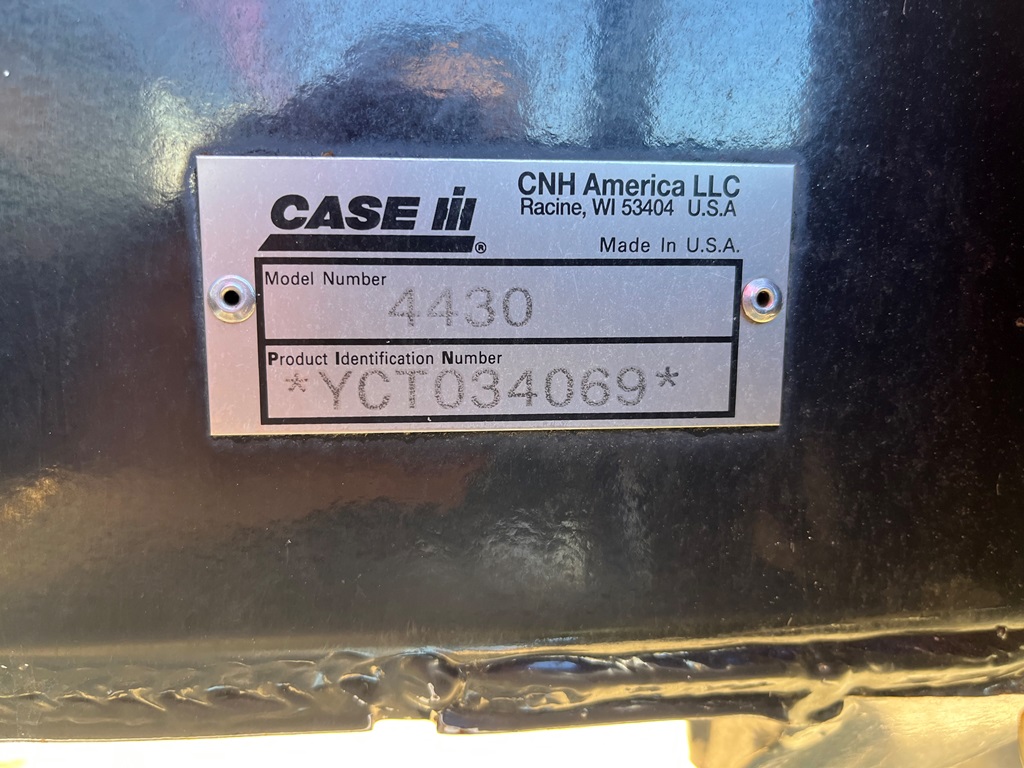 CASE IH®
CNH America LLC
Racine, WI 53404 U.S.A
Made In U.S.A.
Model Number
4430
Product Identification Number
*YCT034069*